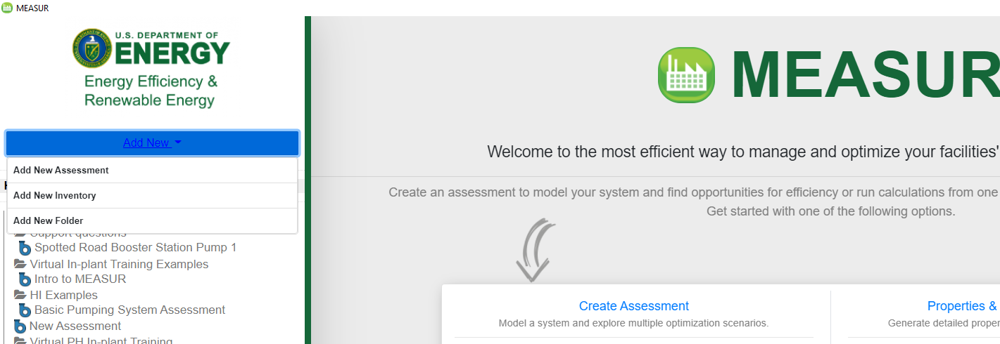 MEASUR
U.S. DEPARTMENT OF
ENERGY
Energy Efficiency &
Renewable Energy
Add New
Add New Assessment
Add New Inventory
Add New Folder
Support questions
Spotted Road Booster Station Pump 1
Virtual In-plant Training Examples
Intro to MEASUR
HI Examples
Basic Pumping System Assessment
New Assessment
Virtual PH In-plant Training
MEASUR
Welcome to the most efficient way to manage and optimize your facilities'
Create an assessment to model your system and find opportunities for efficiency or run calculations from one
Get started with one of the following options.
Create Assessment
Model a system and explore multiple optimization scenarios.
Properties &
Generate detailed proper